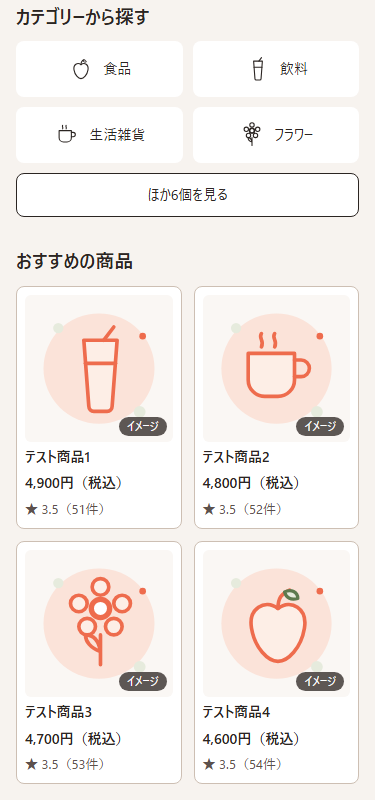 カテゴリーから探す
食品
飲料
生活雑貨
フラワー
ほか6個を見る
おすすめの商品
イメージ
テスト商品1
4,900円（税込）
★ 3.5（51件）
イメージ
テスト商品2
4,800円（税込）
★ 3.5（52件）
イメージ
テスト商品3
4,700円（税込）
★ 3.5（53件）
イメージ
テスト商品4
4,600円（税込）
★ 3.5（54件）